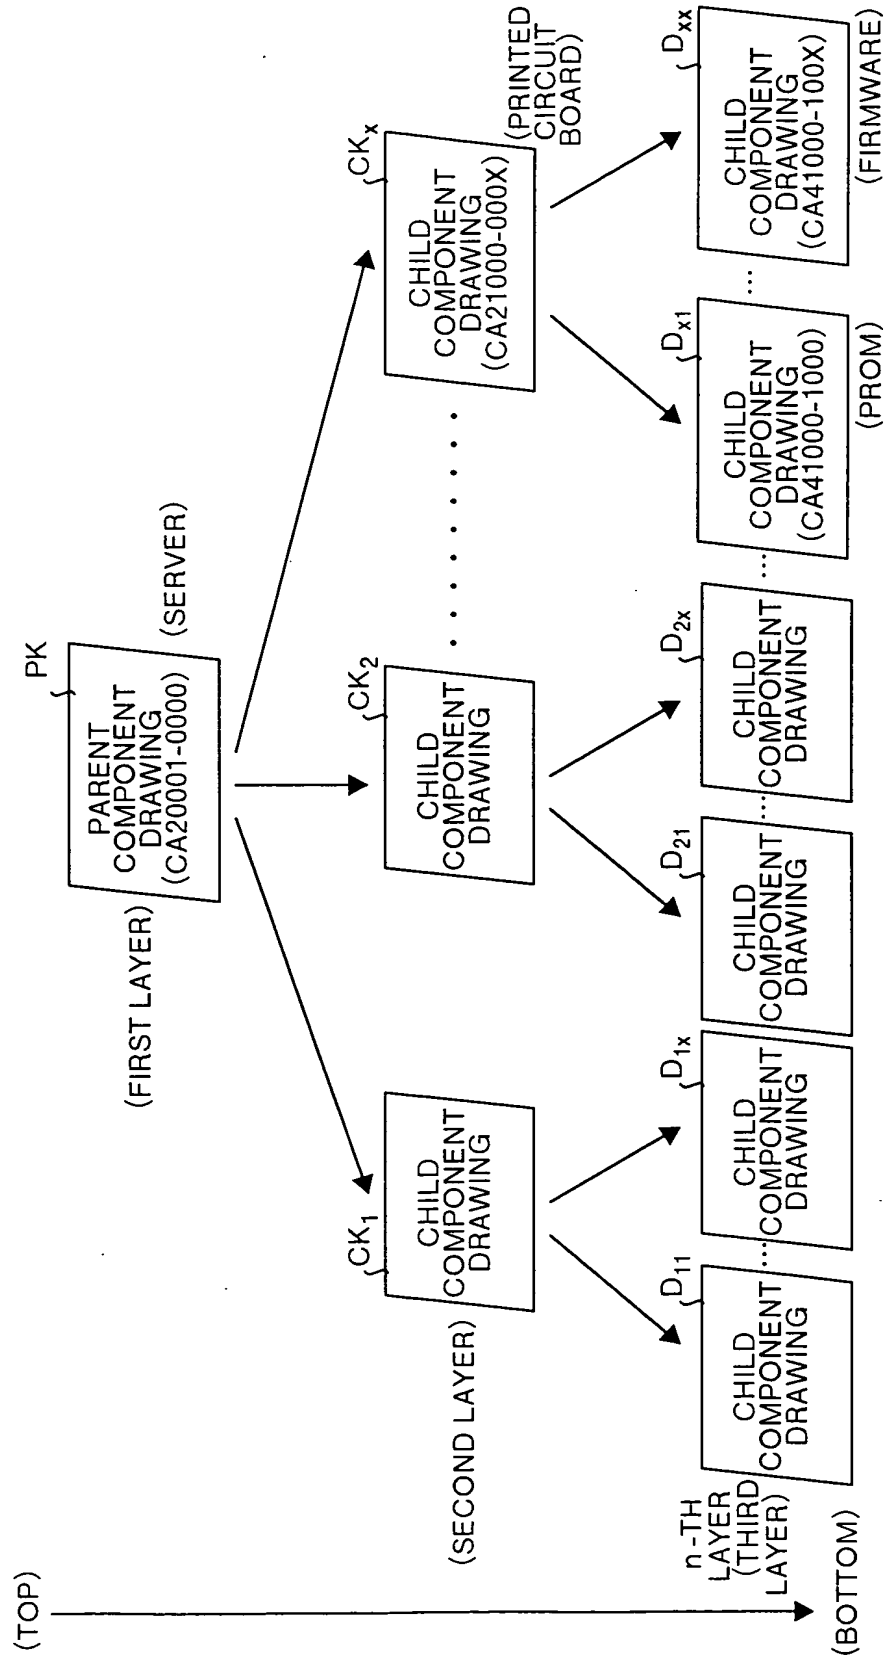 (TOP)
PK
PARENT
COMPONENT
DRAWING
(CA20001-0000)
(FIRST LAYER)
(SERVER)
CK1
CHILD
COMPONENT
DRAWING
CK2
CHILD
COMPONENT
DRAWING
. . . . . . . .
CKx
CHILD
COMPONENT
DRAWING
(CA21000-000X)
(PRINTED
CIRCUIT
BOARD)
(SECOND LAYER)
n -TH
LAYER
(THIRD
LAYER)
D11
CHILD
COMPONENT
DRAWING
.....
D1x
CHILD
COMPONENT
DRAWING
D21
CHILD
COMPONENT
DRAWING
.....
D2x
CHILD
COMPONENT
DRAWING
.....
Dx1
CHILD
COMPONENT
DRAWING
(CA41000-1000)
(PROM)
.....
Dxx
CHILD
COMPONENT
DRAWING
(CA41000-100X)
(FIRMWARE)
(BOTTOM)